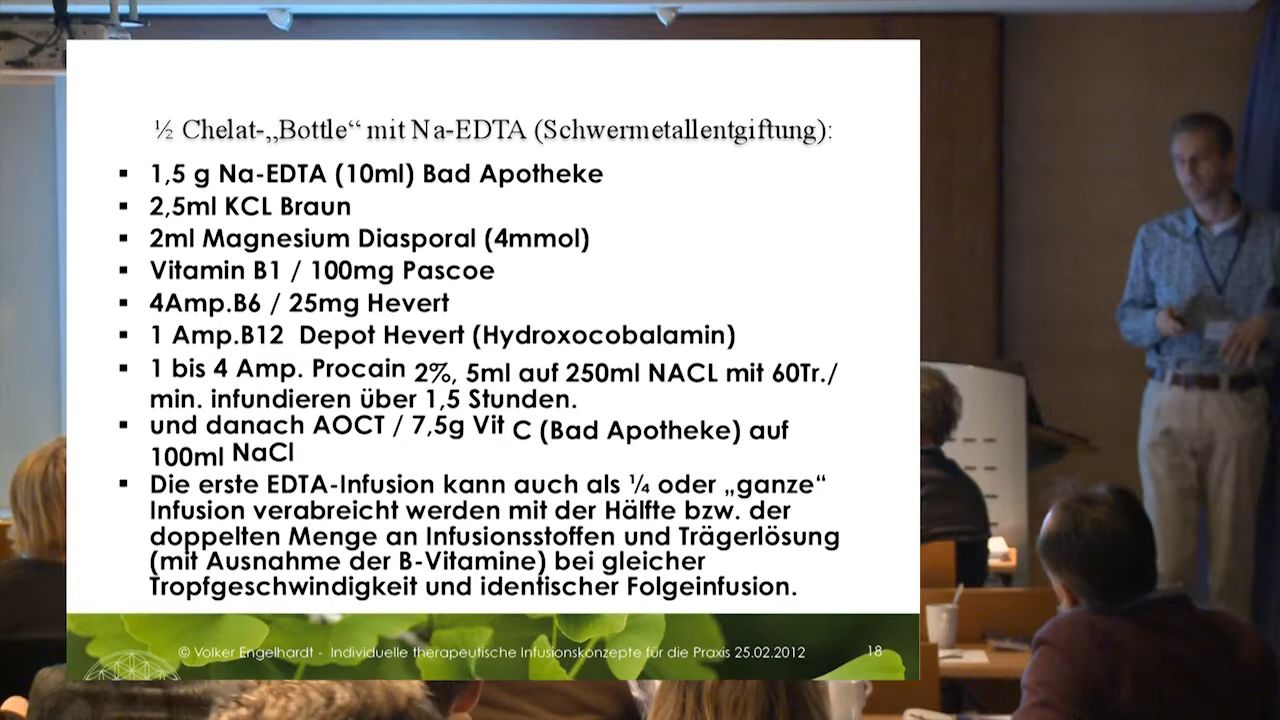 ½ Chelat-„Bottle“ mit Na-EDTA (Schwermetallentgiftung):
▪ 1,5 g Na-EDTA (10ml) Bad Apotheke
▪ 2,5ml KCL Braun
▪ 2ml Magnesium Diasporal (4mmol)
▪ Vitamin B1 / 100mg Pascoe
▪ 4Amp.B6 / 25mg Hevert
▪ 1 Amp.B12 Depot Hevert (Hydroxocobalamin)
▪ 1 bis 4 Amp. Procain 2%, 5ml auf 250ml NACL mit 60Tr./
min. infundieren über 1,5 Stunden.
▪ und danach AOCT / 7,5g Vit C (Bad Apotheke) auf
100ml NaCl
▪ Die erste EDTA-Infusion kann auch als ¼ oder „ganze“
Infusion verabreicht werden mit der Hälfte bzw. der
doppelten Menge an Infusionsstoffen und Trägerlösung
(mit Ausnahme der B-Vitamine) bei gleicher
Tropfgeschwindigkeit und identischer Folgeinfusion.
© Volker Engelhardt - Individuelle therapeutische Infusionskonzepte für die Praxis 25.02.2012 18